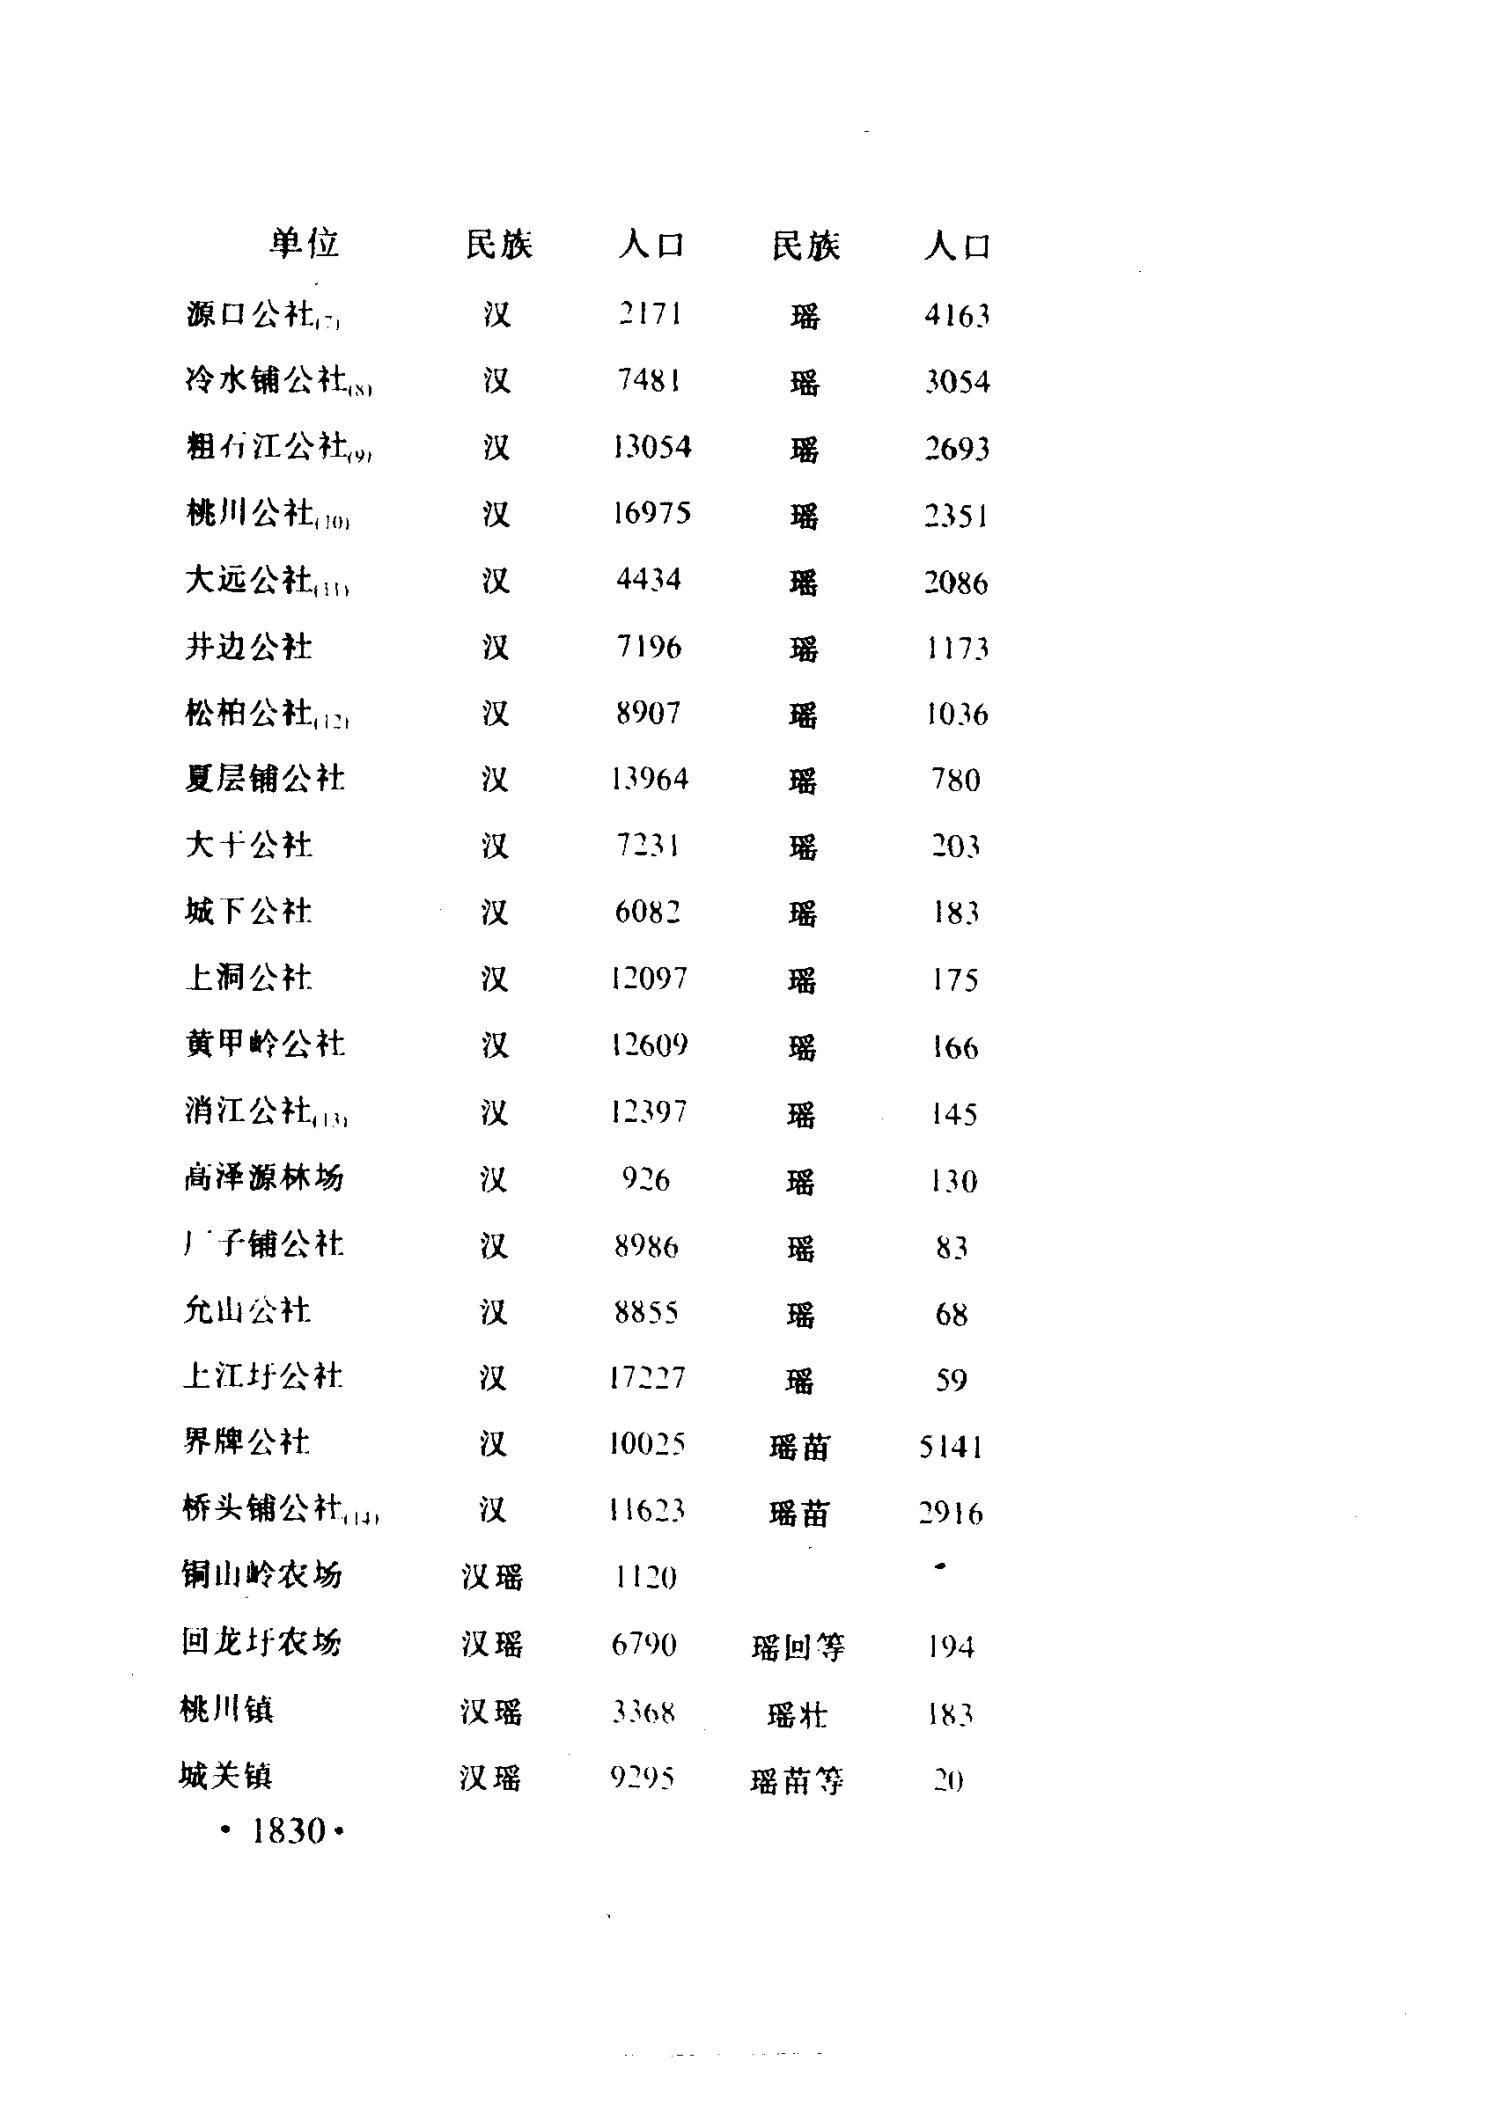 单位 民族 人口 民族 人口
源口公社(7) 汉 2171 瑶 4163
冷水铺公社(8) 汉 7481 瑶 3054
粗石江公社(9) 汉 13054 瑶 2693
桃川公社(10) 汉 16975 瑶 2351
大远公社(11) 汉 4434 瑶 2086
井边公社 汉 7196 瑶 1173
松柏公社(12) 汉 8907 瑶 1036
夏层铺公社 汉 13964 瑶 780
大干公社 汉 7231 瑶 203
城下公社 汉 6082 瑶 183
上洞公社 汉 12097 瑶 175
黄甲岭公社 汉 12609 瑶 166
消江公社(13) 汉 12397 瑶 145
高泽源林场 汉 926 瑶 130
厂子铺公社 汉 8986 瑶 83
允山公社 汉 8855 瑶 68
上江圩公社 汉 17227 瑶 59
界牌公社 汉 10025 瑶苗 5141
桥头铺公社(14) 汉 11623 瑶苗 2916
铜山岭农场 汉瑶 1120
回龙圩农场 汉瑶 6790 瑶回等 194
桃川镇 汉瑶 3368 瑶壮 183
城关镇 汉瑶 9295 瑶苗等 20
· 1830 ·